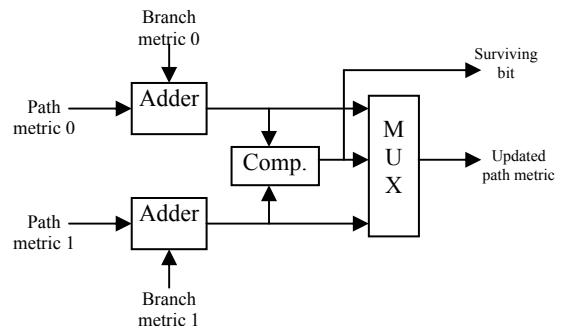 Branch
metric 0
Surviving
bit
Adder
Path
metric 0
M
U
X
Comp.
Updated
path metric
Adder
Path
metric 1
Branch
metric 1